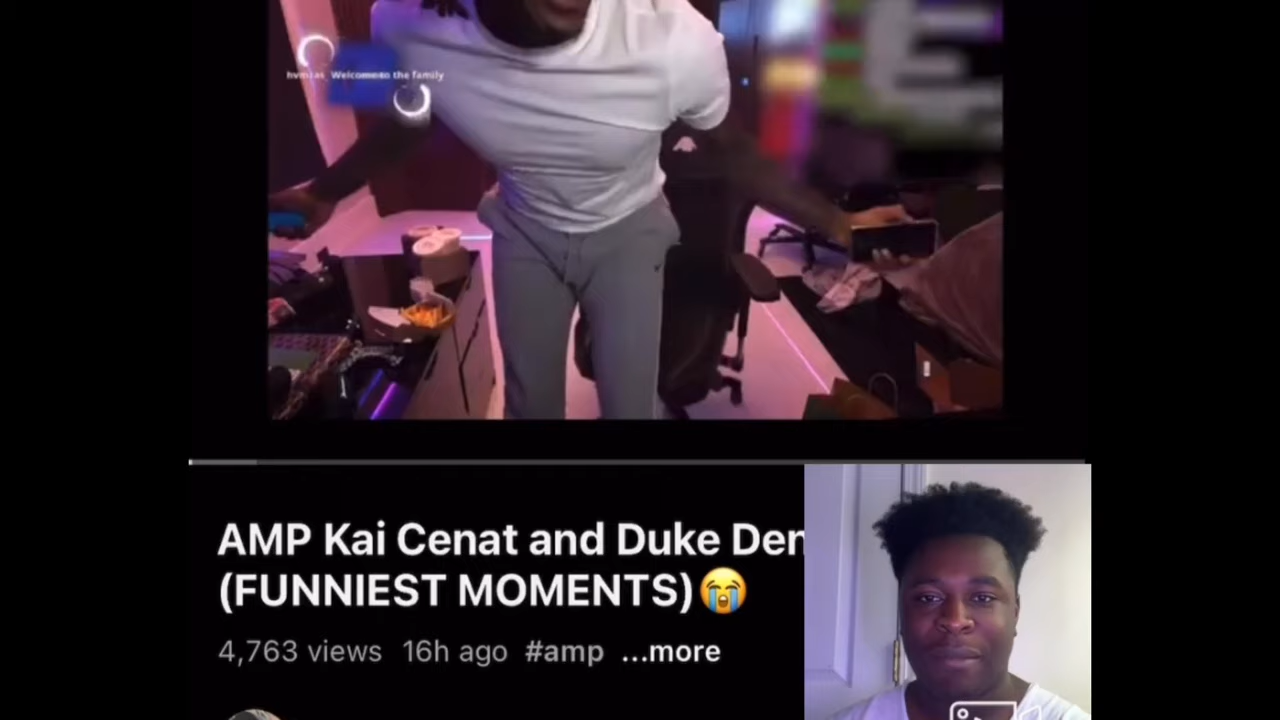 Welcome to the family
AMP Kai Cenat and Duke Den
(FUNNIEST MOMENTS)😭
4,763 views 16h ago #amp ...more